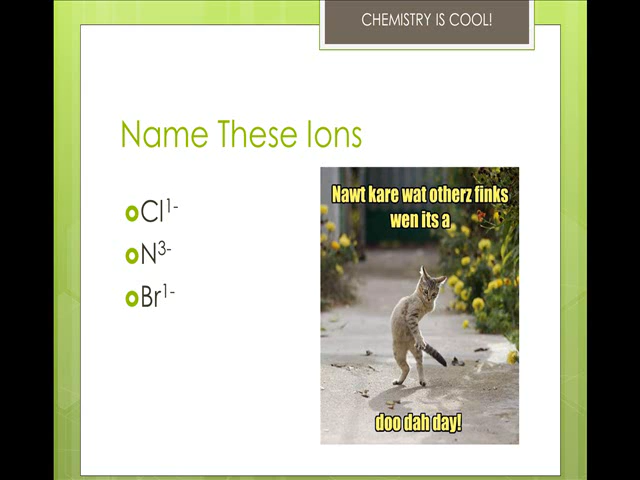 CHEMISTRY IS COOL!
Name These Ions
Cl¹⁻
N³⁻
Br¹⁻
Nawt kare wat otherz finks
wen its a
doo dah day!